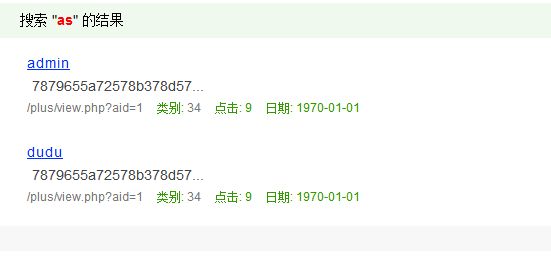 搜索 "as" 的结果
admin
7879655a72578b378d57...
/plus/view.php?aid=1 类别: 34 点击: 9 日期: 1970-01-01
dudu
7879655a72578b378d57...
/plus/view.php?aid=1 类别: 34 点击: 9 日期: 1970-01-01